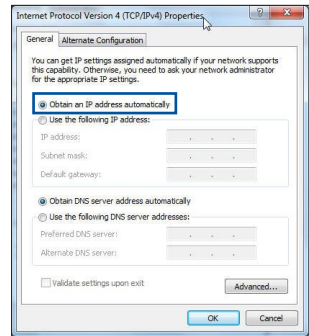 Internet Protocol Version 4 (TCP/IPv4) Properties
General
Alternate Configuration
You can get IP settings assigned automatically if your network supports
this capability. Otherwise, you need to ask your network administrator
for the appropriate IP settings.
Obtain an IP address automatically
Use the following IP address:
IP address:
Subnet mask:
Default gateway:
Obtain DNS server address automatically
Use the following DNS server addresses:
Preferred DNS server:
Alternate DNS server:
Validate settings upon exit
Advanced...
OK
Cancel